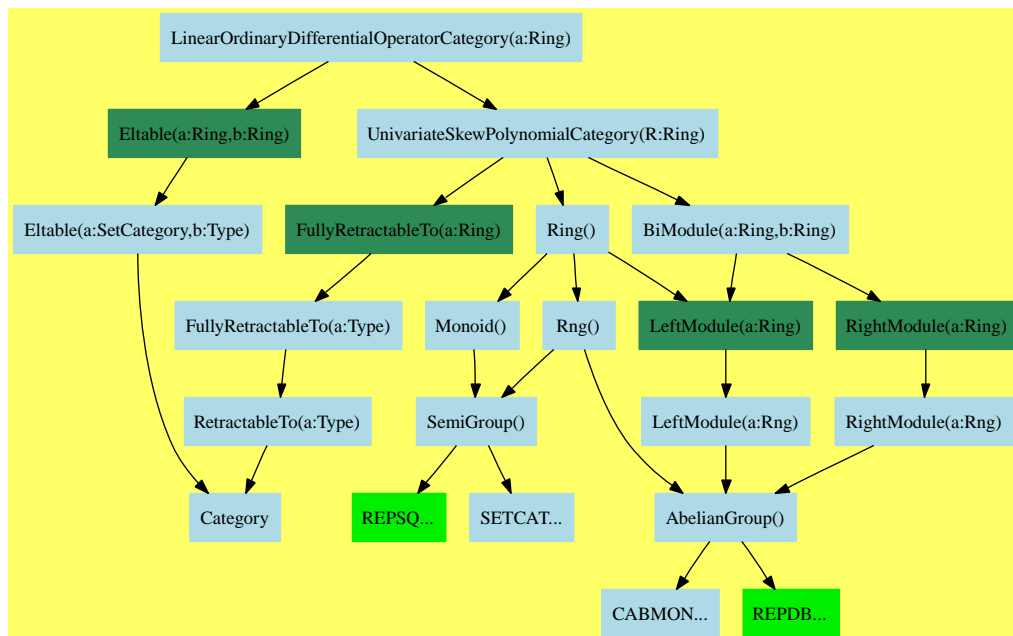 LinearOrdinaryDifferentialOperatorCategory(a:Ring)
Eltable(a:Ring,b:Ring)
UnivariateSkewPolynomialCategory(R:Ring)
Eltable(a:SetCategory,b:Type)
FullyRetractableTo(a:Ring)
Ring()
BiModule(a:Ring,b:Ring)
FullyRetractableTo(a:Type)
Monoid()
Rng()
LeftModule(a:Ring)
RightModule(a:Ring)
RetractableTo(a:Type)
SemiGroup()
LeftModule(a:Rng)
RightModule(a:Rng)
Category
REPSQ...
SETCAT...
AbelianGroup()
CABMON...
REPDB...